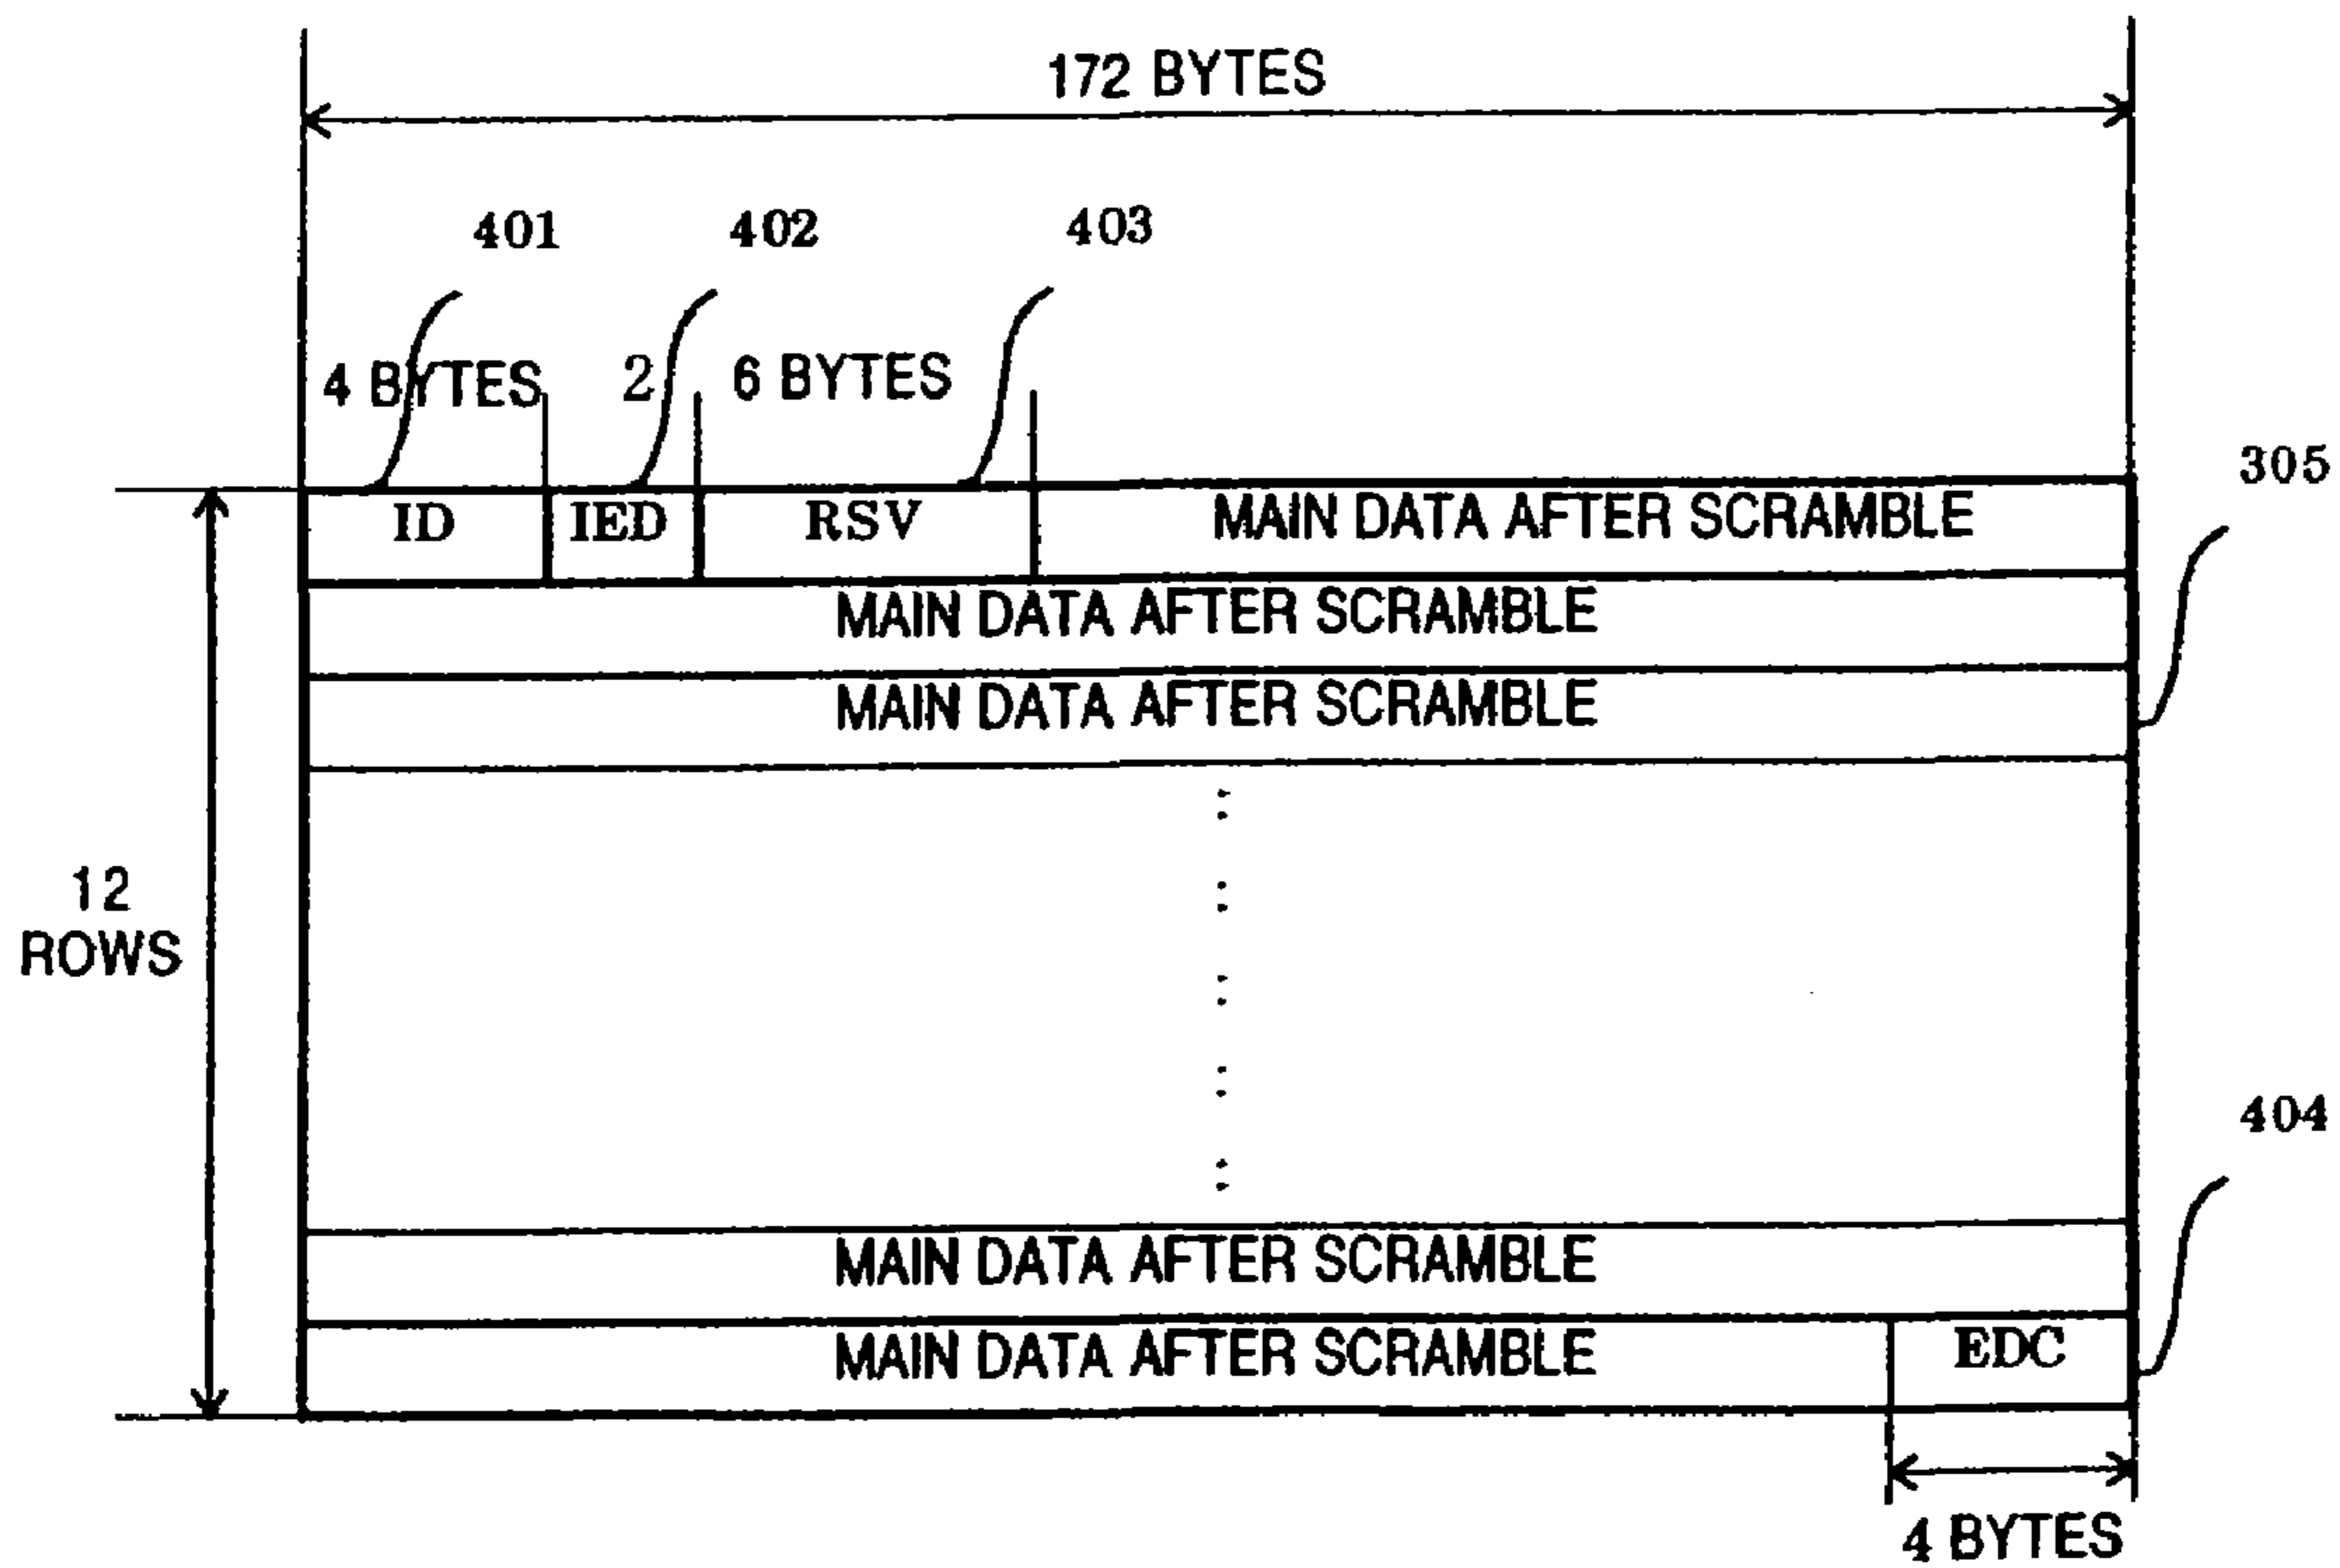 172 BYTES
401 402 403
4 BYTES 2 6 BYTES
305
ID IED RSV MAIN DATA AFTER SCRAMBLE
MAIN DATA AFTER SCRAMBLE
MAIN DATA AFTER SCRAMBLE
12
ROWS
404
MAIN DATA AFTER SCRAMBLE
MAIN DATA AFTER SCRAMBLE EDC
4 BYTES